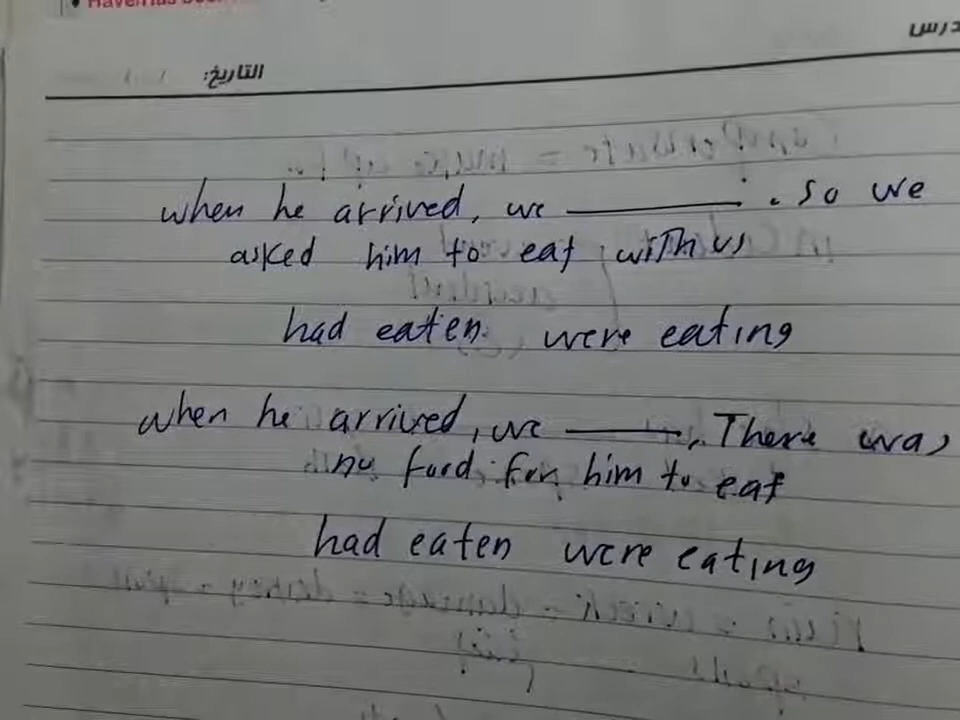 درس
التاريخ:
when he arrived, we ______. so we
asked him to eat with us
had eaten were eating
when he arrived, we ______. There was
no food for him to eat
had eaten were eating